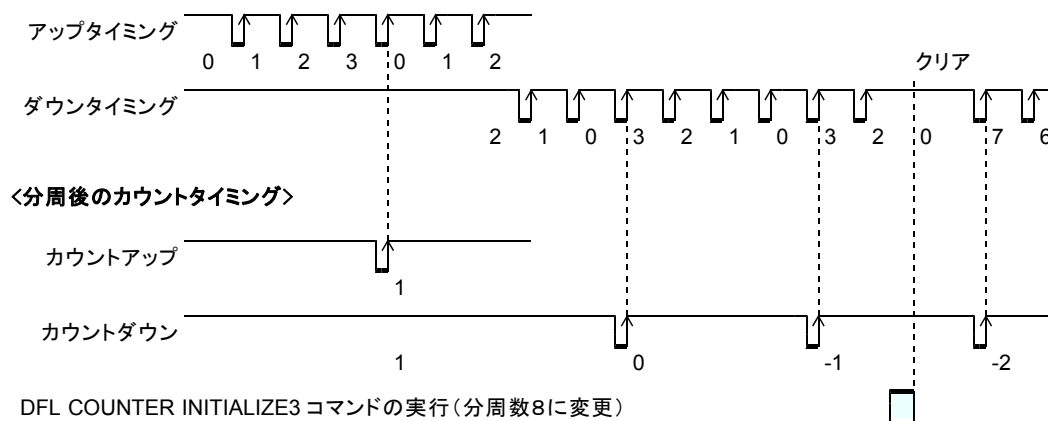 アップタイミング
0 1 2 3 0 1 2
クリア
ダウンタイミング
2 1 0 3 2 1 0 3 2 0 7 6
<分周後のカウントタイミング>
カウントアップ
1
カウントダウン
1 0 -1 -2
DFL COUNTER INITIALIZE3 コマンドの実行(分周数8に変更)